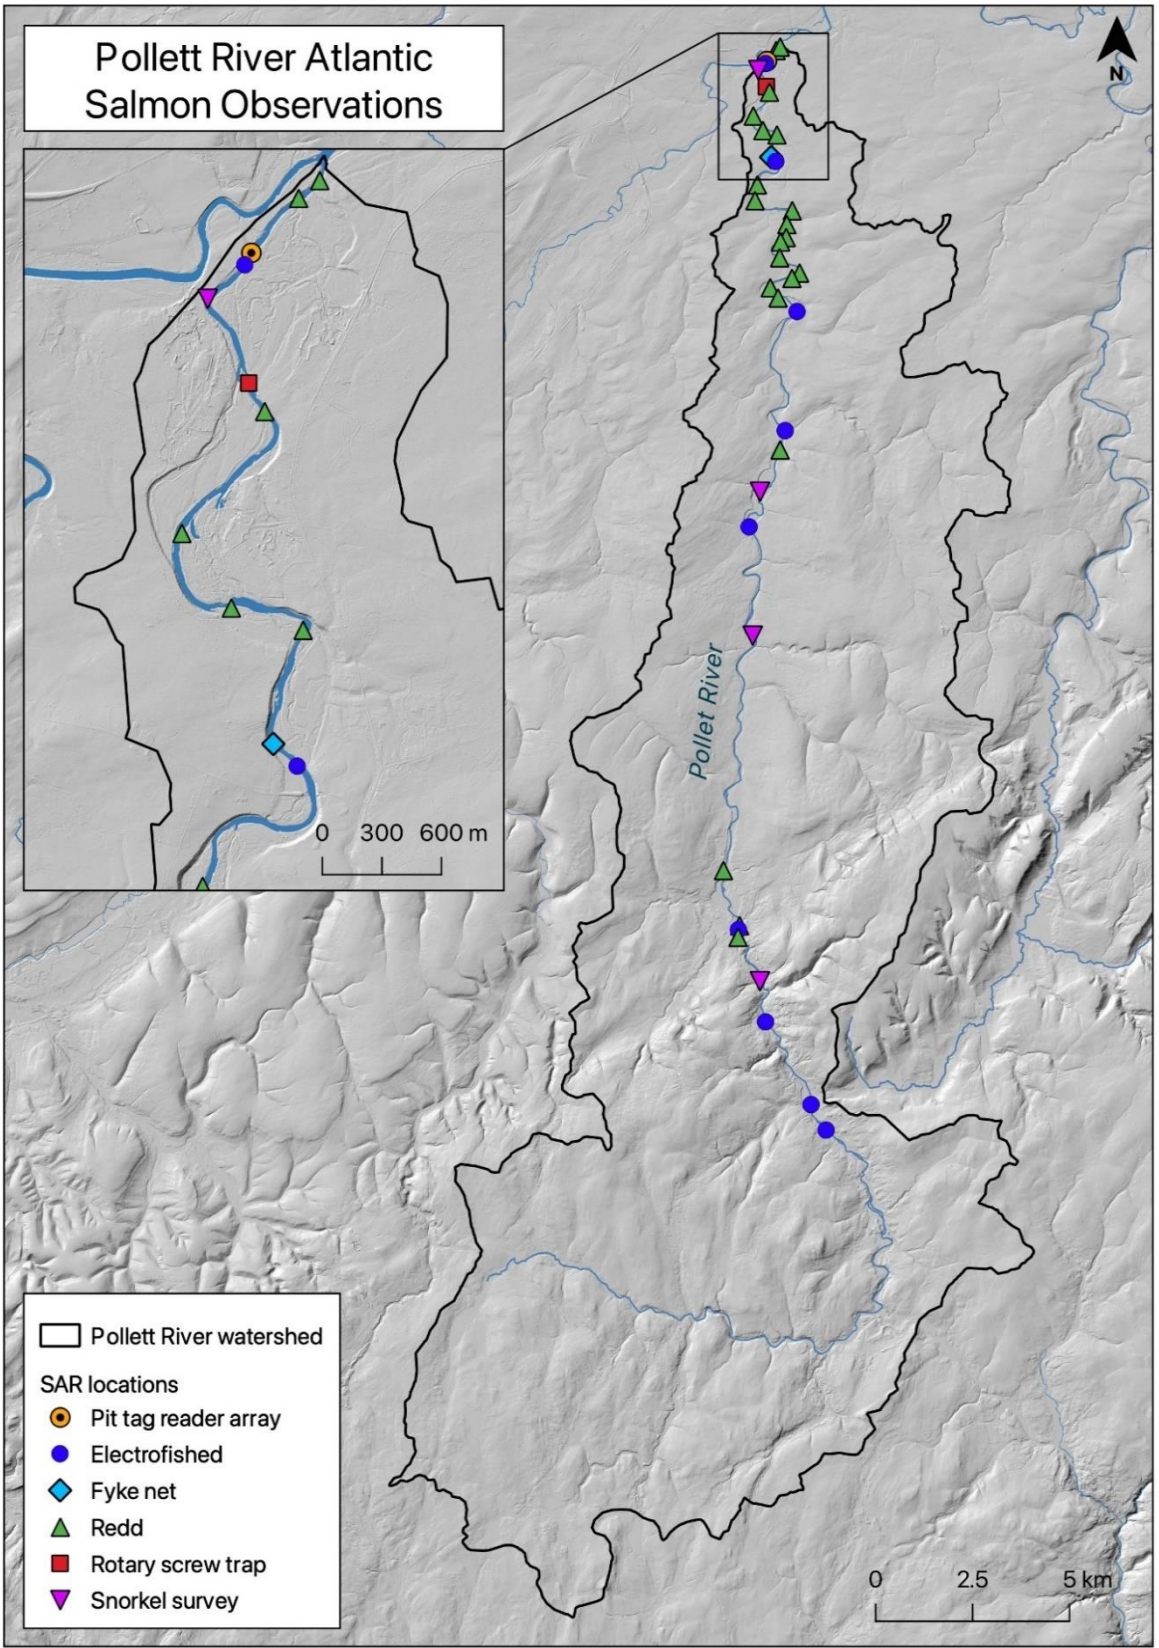 Pollett River Atlantic
Salmon Observations
N
0 300 600 m
Pollet River
Pollett River watershed
SAR locations
Pit tag reader array
Electrofished
Fyke net
Redd
Rotary screw trap
Snorkel survey
0 2.5 5 km